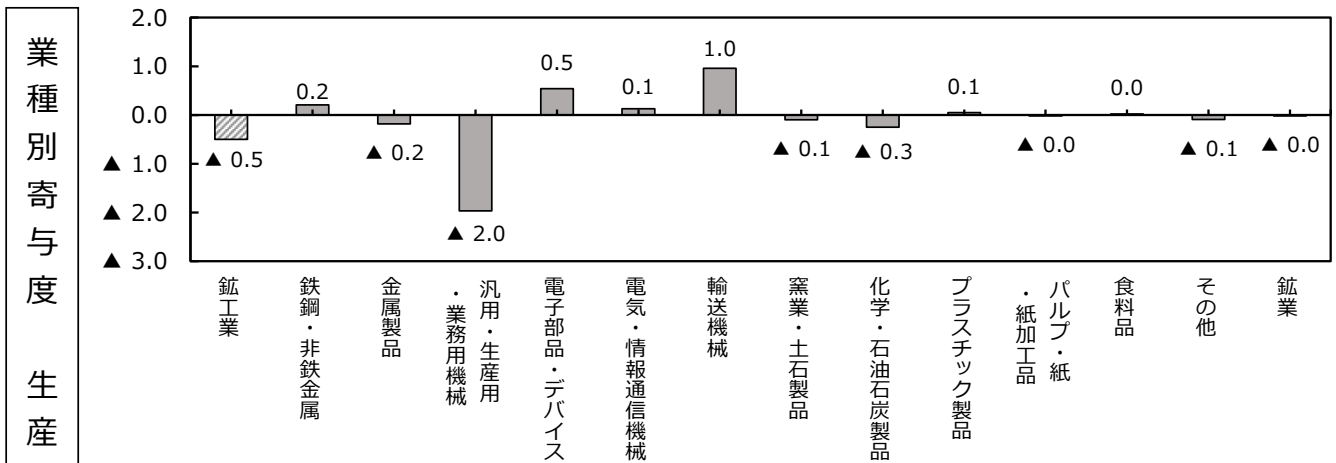 業種別寄与度 生産
2.0
1.0
0.0
▲ 1.0
▲ 2.0
▲ 3.0
▲ 0.5
0.2
▲ 0.2
▲ 2.0
0.5
0.1
1.0
▲ 0.1
▲ 0.3
0.1
▲ 0.0
0.0
▲ 0.1
▲ 0.0
鉱工業
鉄鋼・非鉄金属
金属製品
汎用・生産用
・業務用機械
電子部品・デバイス
電気・情報通信機械
輸送機械
窯業・土石製品
化学・石油石炭製品
プラスチック製品
パルプ・紙
・紙加工品
食料品
その他
鉱業